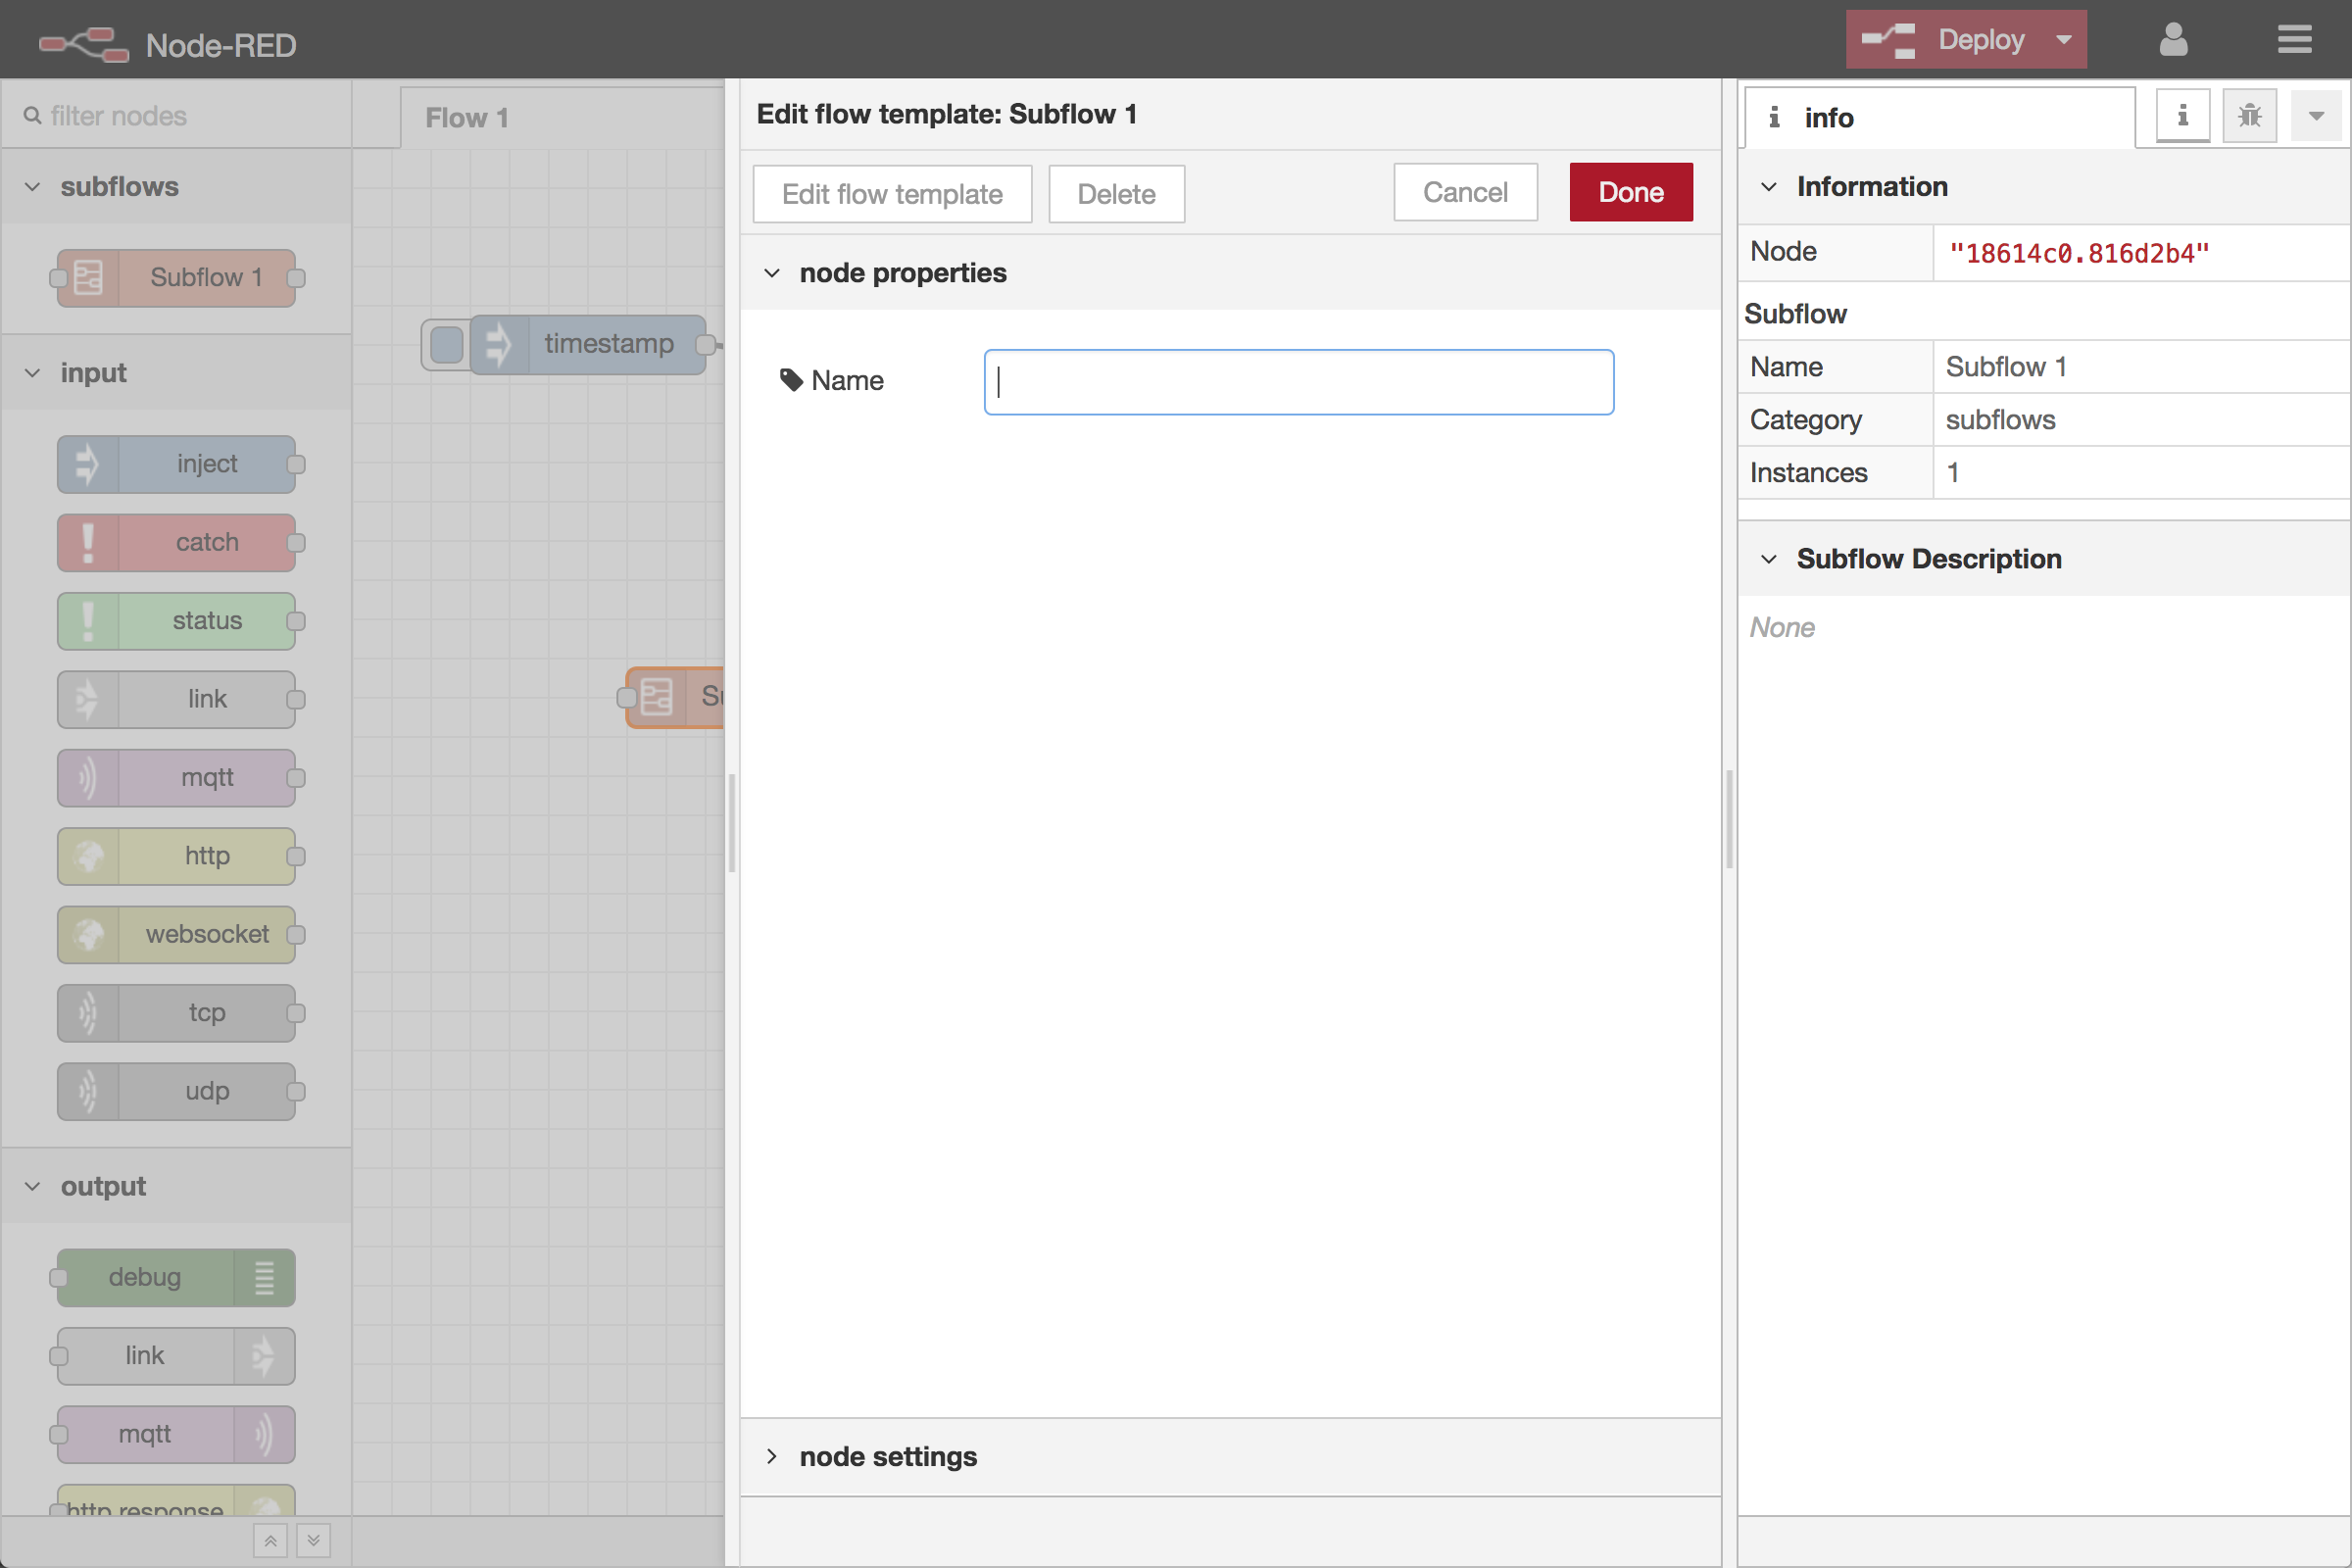 Node-RED
Deploy
filter nodes
subflows
Subflow 1
input
inject
catch
status
link
mqtt
http
websocket
tcp
udp
output
debug
link
mqtt
http response
Flow 1
timestamp
Su
Edit flow template: Subflow 1
Edit flow template
Delete
Cancel
Done
node properties
Name
node settings
info
Information
Node "18614c0.816d2b4"
Subflow
Name Subflow 1
Category subflows
Instances 1
Subflow Description
None